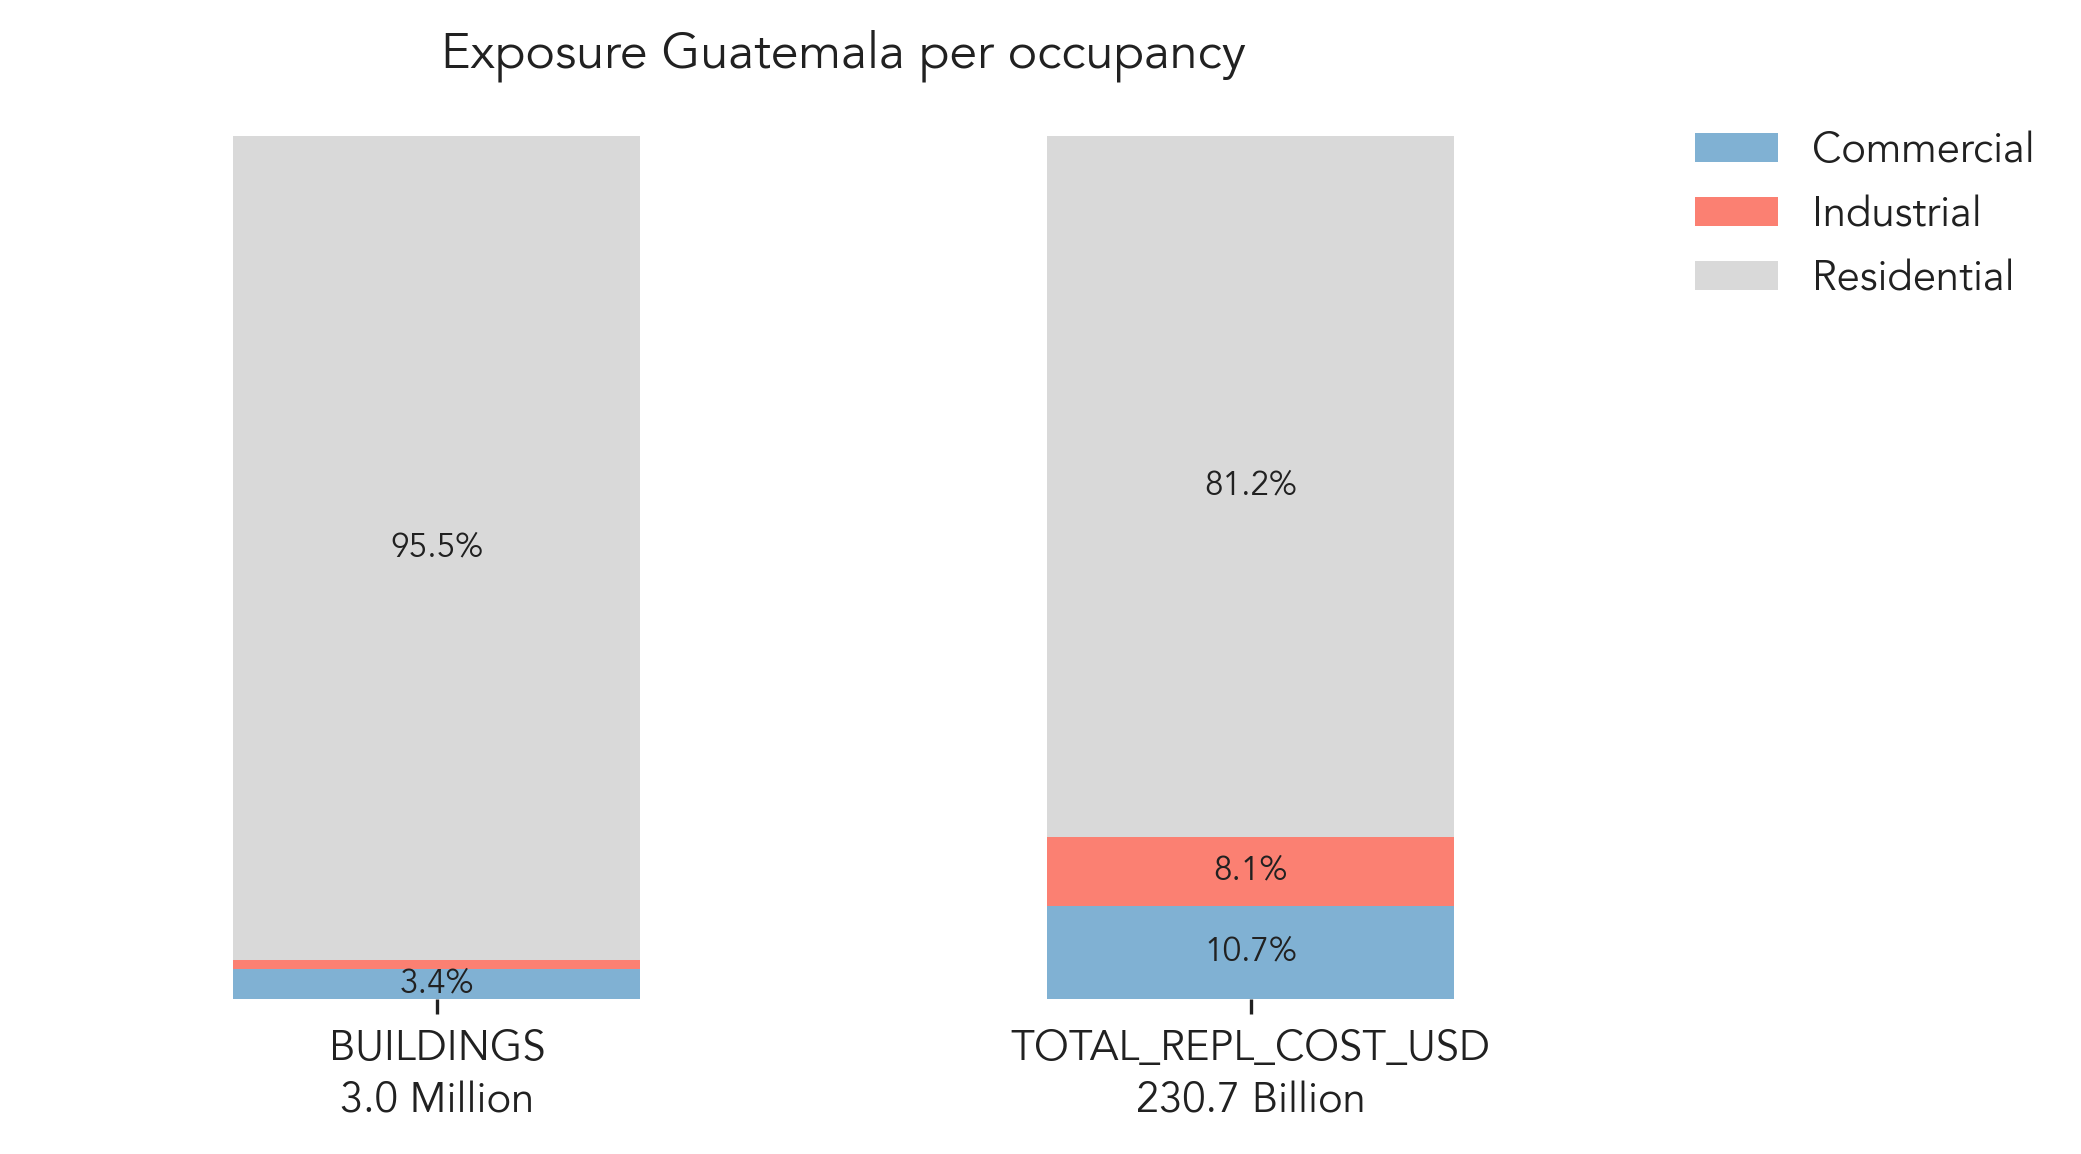 Exposure Guatemala per occupancy
Commercial
Industrial
Residential
95.5%
3.4%
81.2%
8.1%
10.7%
BUILDINGS
3.0 Million
TOTAL_REPL_COST_USD
230.7 Billion